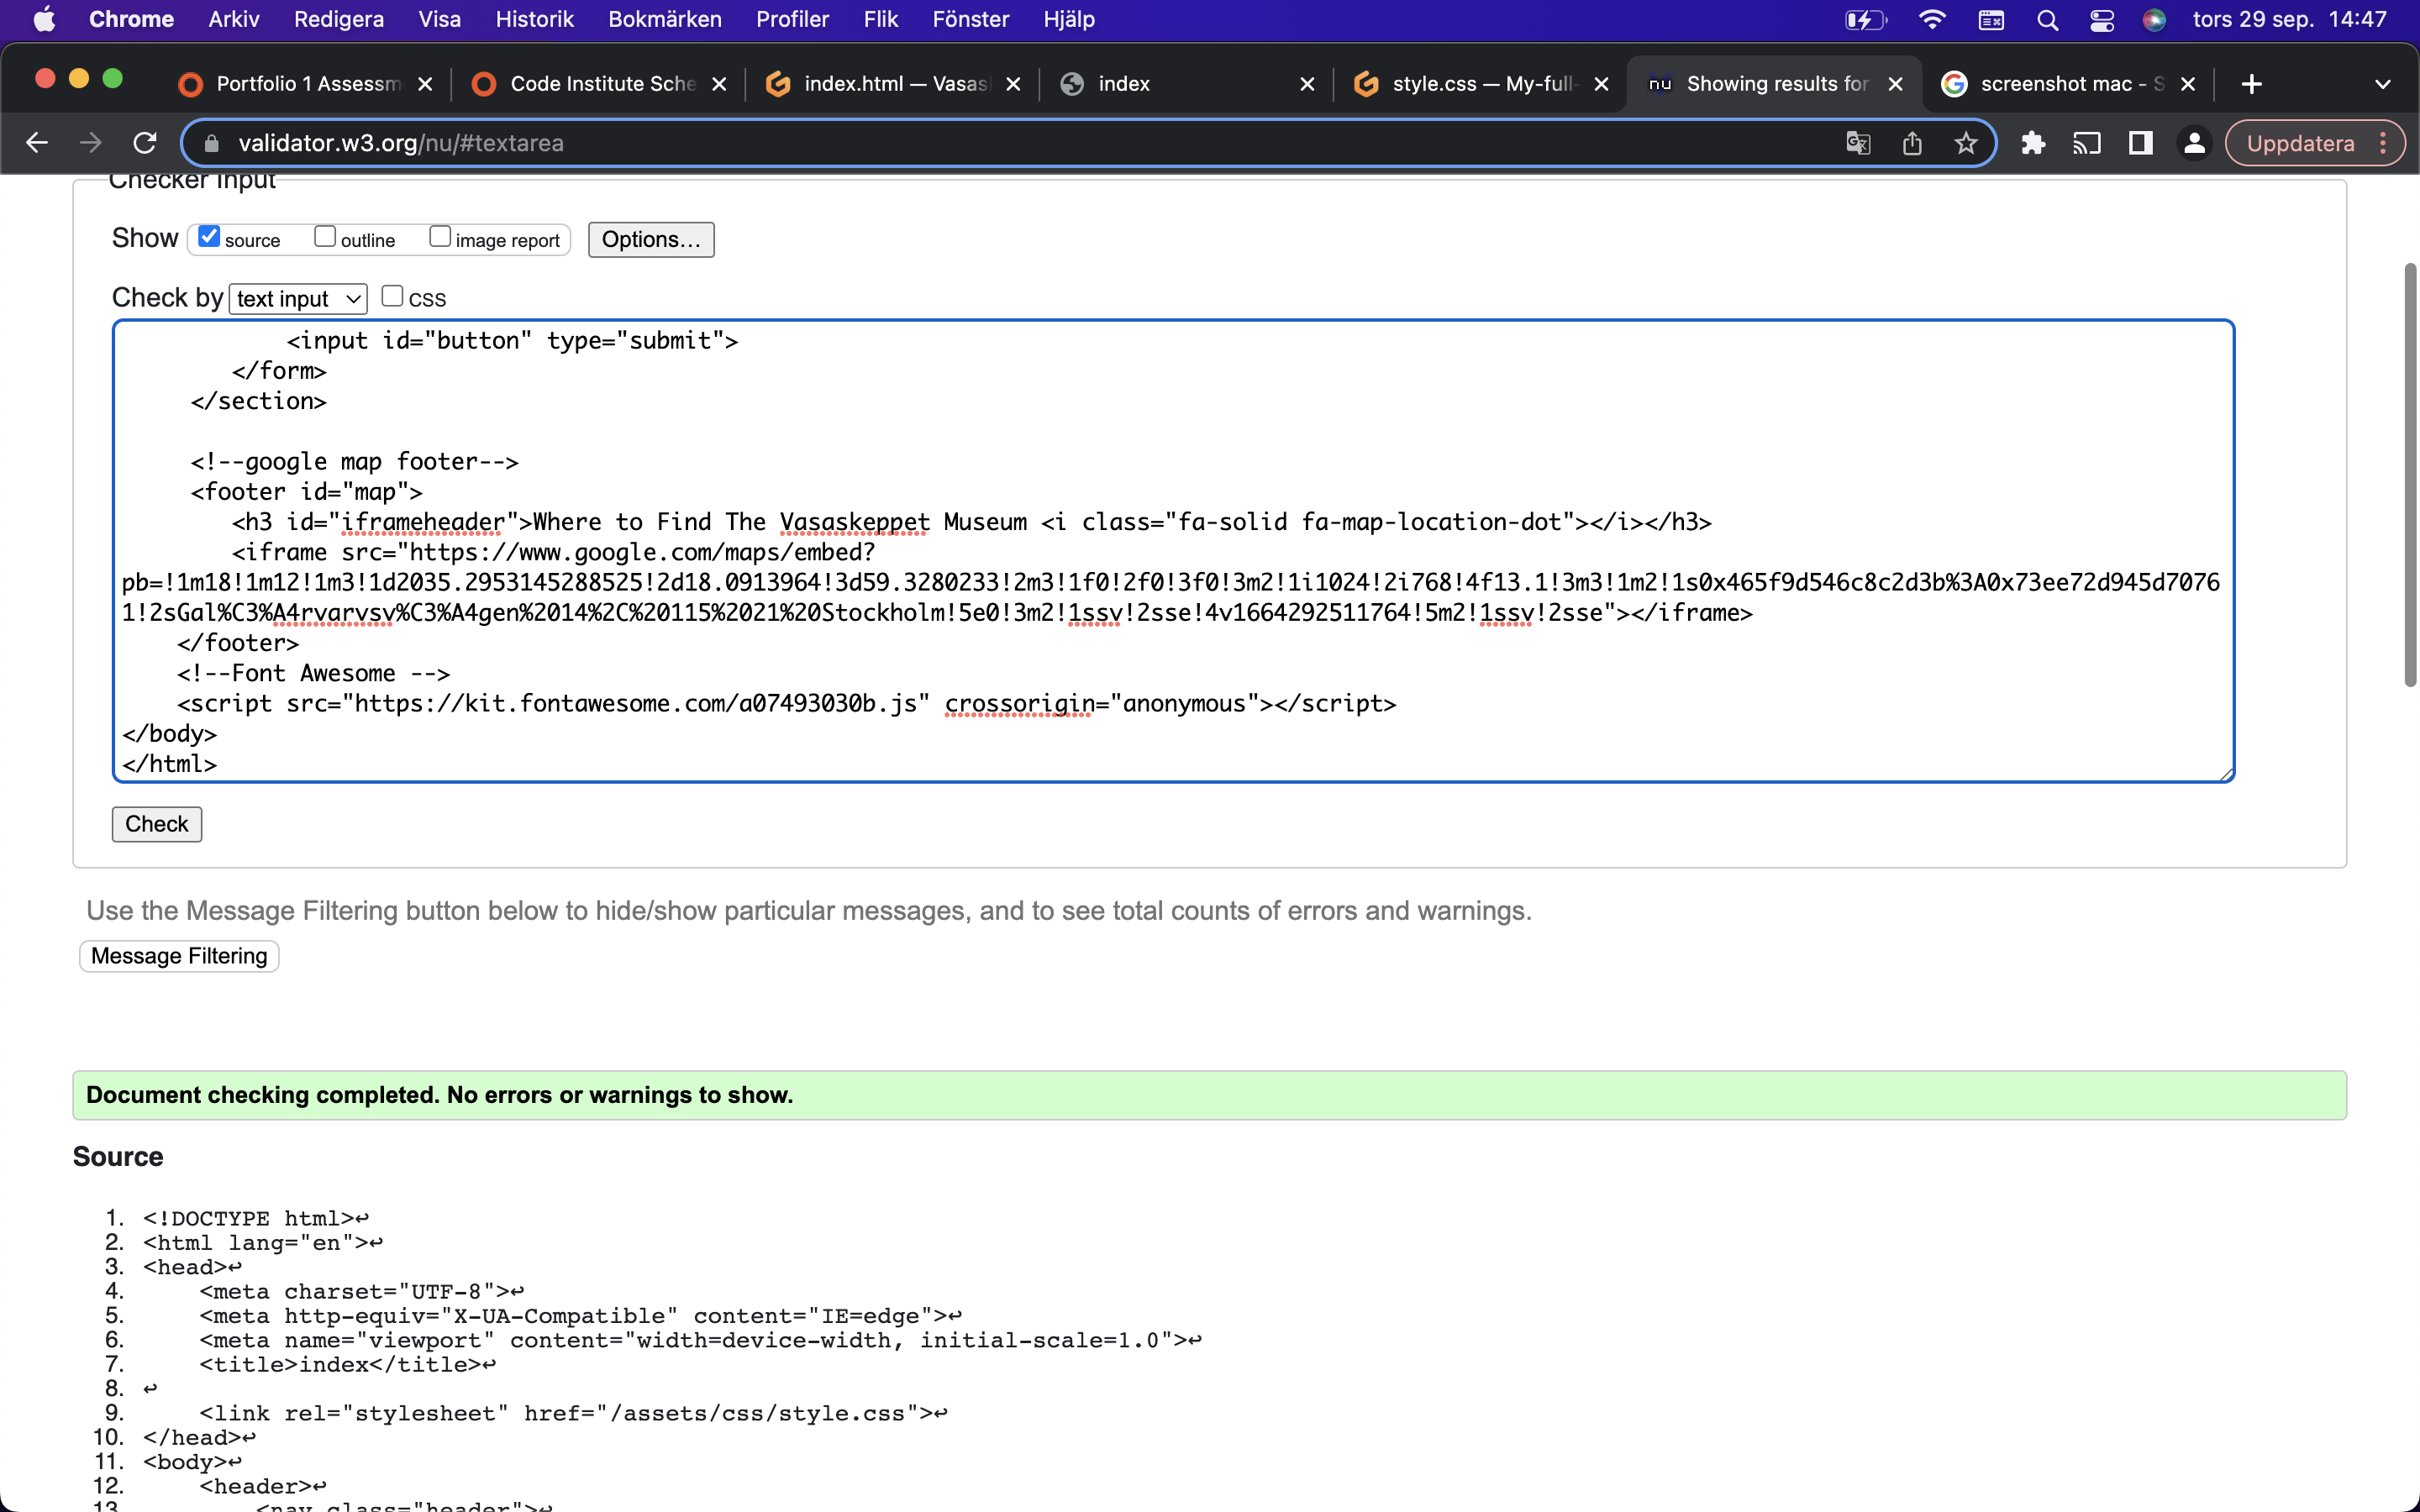 Chrome Arkiv Redigera Visa Historik Bokmärken Profiler Flik Fönster Hjälp tors 29 sep. 14:47
Portfolio 1 Assessm Code Institute Sche index.html — Vasas index style.css — My-full- Showing results for screenshot mac - S
validator.w3.org/nu/#textarea Uppdatera
Checker Input
Show source outline image report Options...
Check by text input CSS
<input id="button" type="submit">
</form>
</section>
<!--google map footer-->
<footer id="map">
<h3 id="iframeheader">Where to Find The Vasaskeppet Museum <i class="fa-solid fa-map-location-dot"></i></h3>
<iframe src="https://www.google.com/maps/embed?
pb=!1m18!1m12!1m3!1d2035.2953145288525!2d18.0913964!3d59.3280233!2m3!1f0!2f0!3f0!3m2!1i1024!2i768!4f13.1!3m3!1m2!1s0x465f9d546c8c2d3b%3A0x73ee72d945d7076
1!2sGal%C3%A4rvarvsv%C3%A4gen%2014%2C%20115%2021%20Stockholm!5e0!3m2!1ssv!2sse!4v1664292511764!5m2!1ssv!2sse"></iframe>
</footer>
<!--Font Awesome -->
<script src="https://kit.fontawesome.com/a07493030b.js" crossorigin="anonymous"></script>
</body>
</html>
Check
Use the Message Filtering button below to hide/show particular messages, and to see total counts of errors and warnings.
Message Filtering
Document checking completed. No errors or warnings to show.
Source
1. <!DOCTYPE html>↩
2. <html lang="en">↩
3. <head>↩
4. <meta charset="UTF-8">↩
5. <meta http-equiv="X-UA-Compatible" content="IE=edge">↩
6. <meta name="viewport" content="width=device-width, initial-scale=1.0">↩
7. <title>index</title>↩
8. ↩
9. <link rel="stylesheet" href="/assets/css/style.css">↩
10. </head>↩
11. <body>↩
12. <header>↩
13. <nav class="header">↩